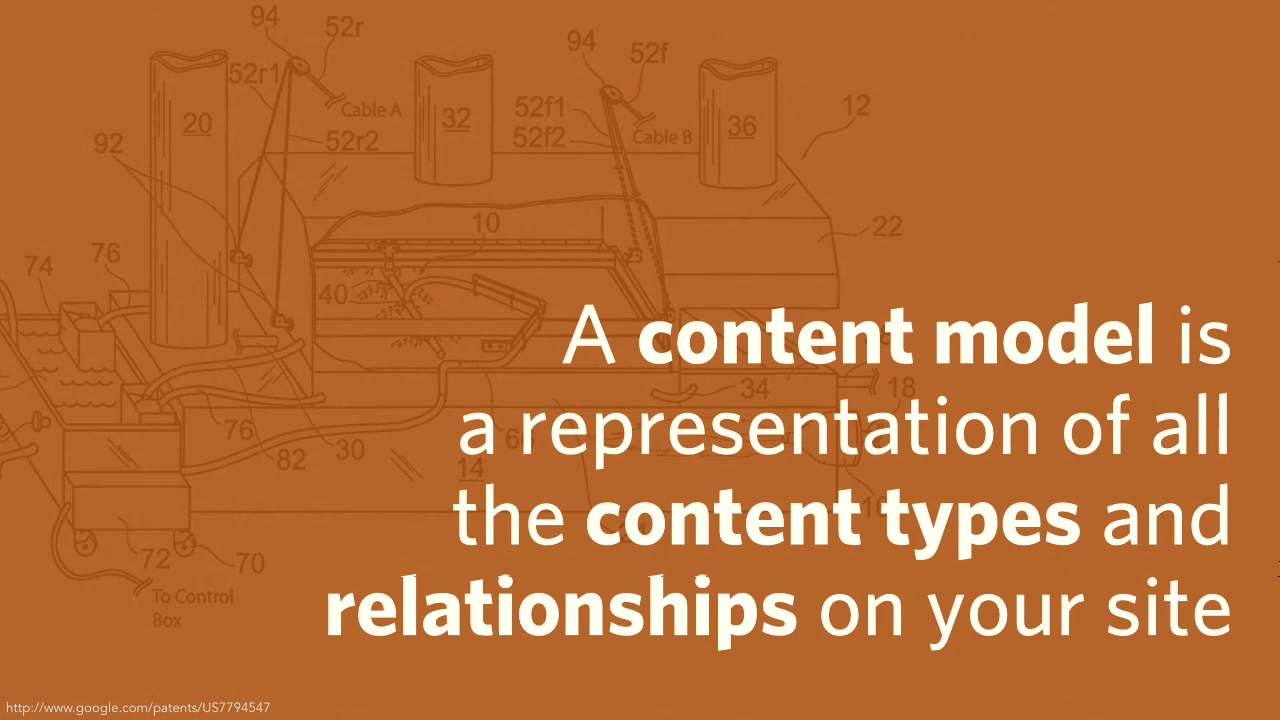 94
52r
94
52f
52r1
Cable A
52f1
12
20
32
36
92
52r2
52f2
Cable B
10
22
76
74
40
A content model is
34
18
a representation of all
76
82
30
14
the content types and
72
70
To Control
Box
relationships on your site
http://www.google.com/patents/US7794547